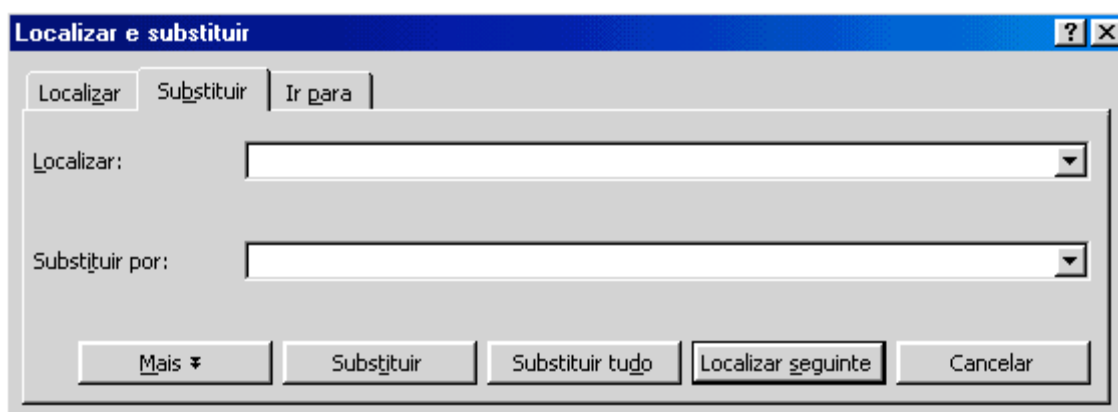 Localizar e substituir
Localizar Substituir Ir para
Localizar:
Substituir por:
Mais Substituir Substituir tudo Localizar seguinte Cancelar